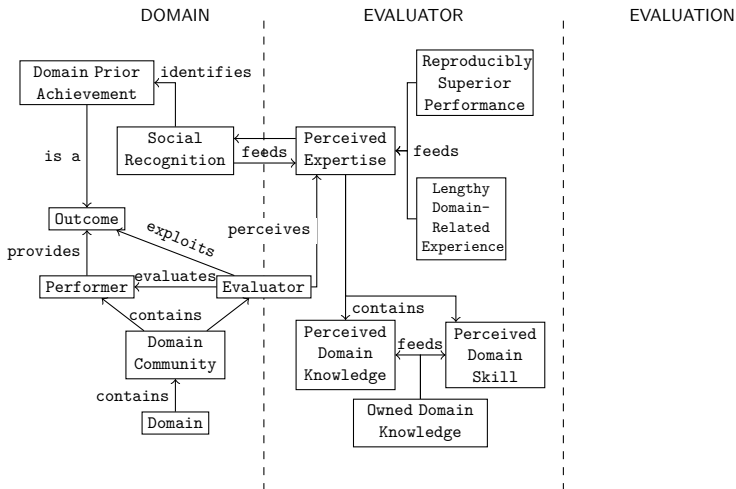 DOMAIN
EVALUATOR
EVALUATION
Domain Prior
Achievement
identifies
Reproducibly
Superior
Performance
Social
Recognition
feeds
Perceived
Expertise
feeds
is a
Lengthy
Domain-
Related
Experience
Outcome
exploits
perceives
provides
Performer
evaluates
Evaluator
contains
contains
Domain
Community
Perceived
Domain
Knowledge
feeds
Perceived
Domain
Skill
contains
Domain
Owned Domain
Knowledge